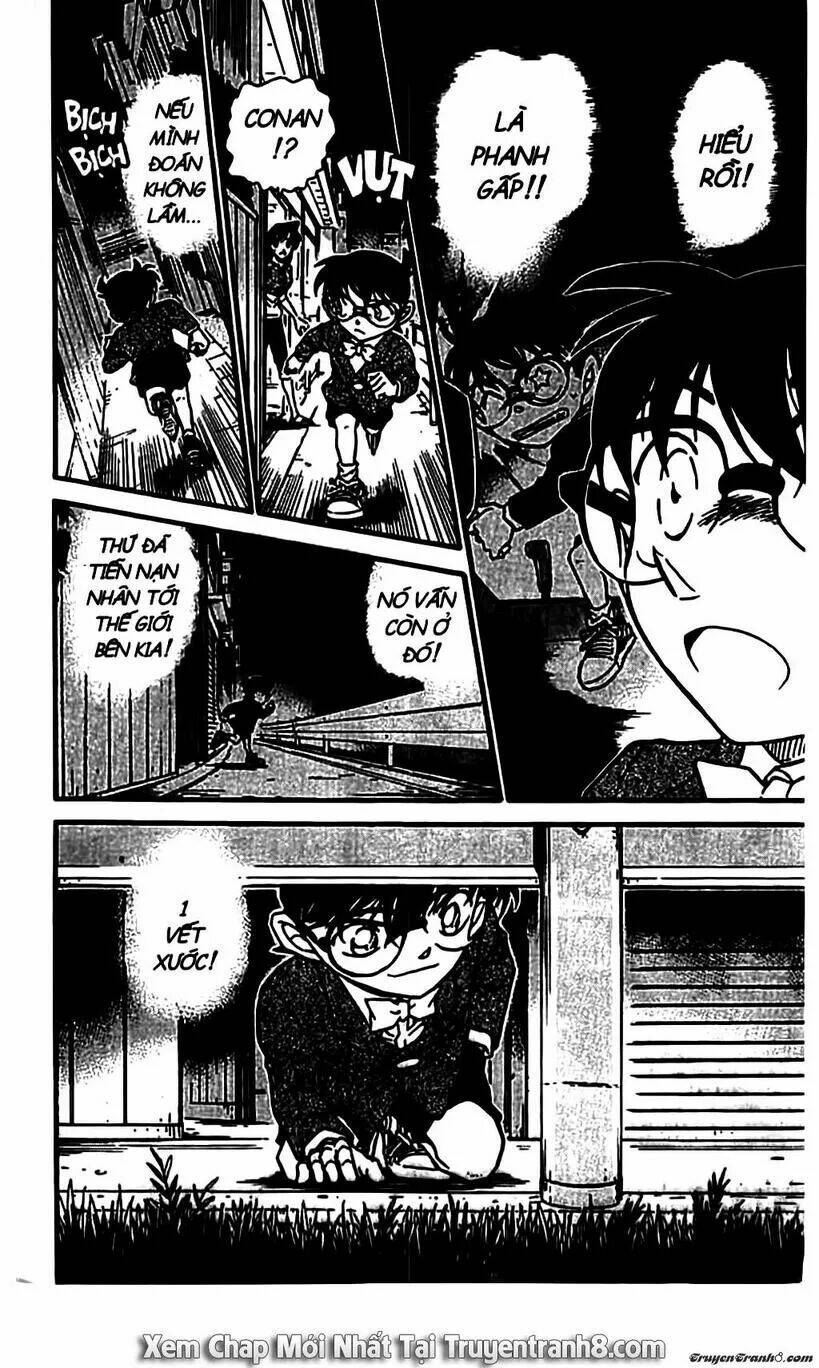 HIỂU
RỒI!
LÀ
PHANH
GẤP!!
CONAN
!?
VỤT
NẾU
MÌNH
ĐOÁN
KHÔNG
LẦM...
BỊCH
BỊCH
NÓ VẪN
CÒN Ở
ĐÓ!
THỨ ĐÃ
TIỄN NẠN
NHÂN TỚI
THẾ GIỚI
BÊN KIA!
1
VẾT
XƯỚC!
Xem Chap Mới Nhất Tại Truyentranh8.com
TruyenTranh8.com